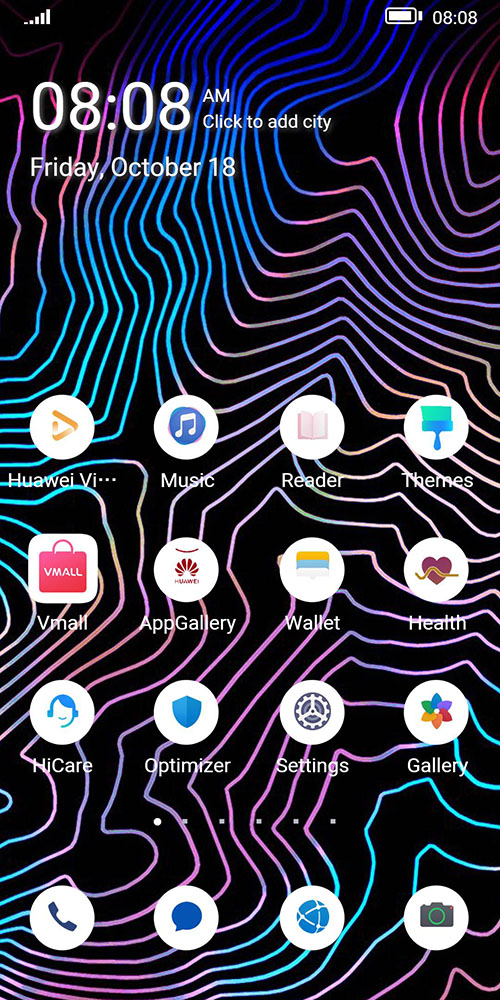 08:08
08:08 AM
Click to add city
Friday, October 18
Huawei Vi··· Music Reader Themes
VMALL
HUAWEI
Vmall AppGallery Wallet Health
HiCare Optimizer Settings Gallery